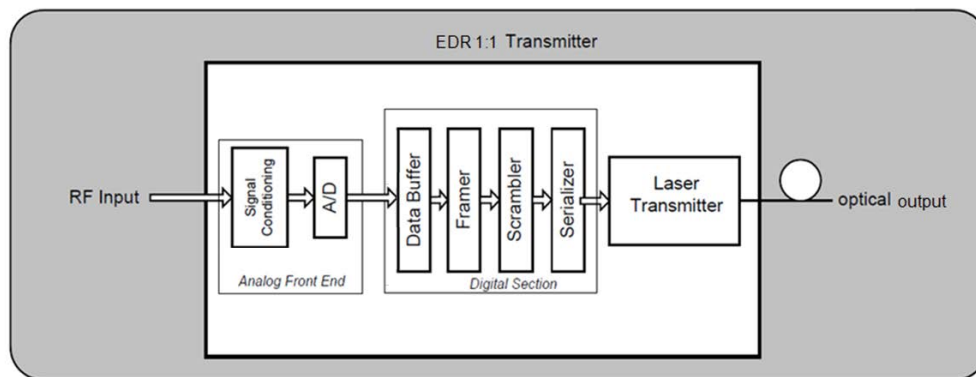 EDR 1:1 Transmitter
RF Input
Signal
Conditioning
A/D
Analog Front End
Data Buffer
Framer
Scrambler
Serializer
Digital Section
Laser
Transmitter
optical output